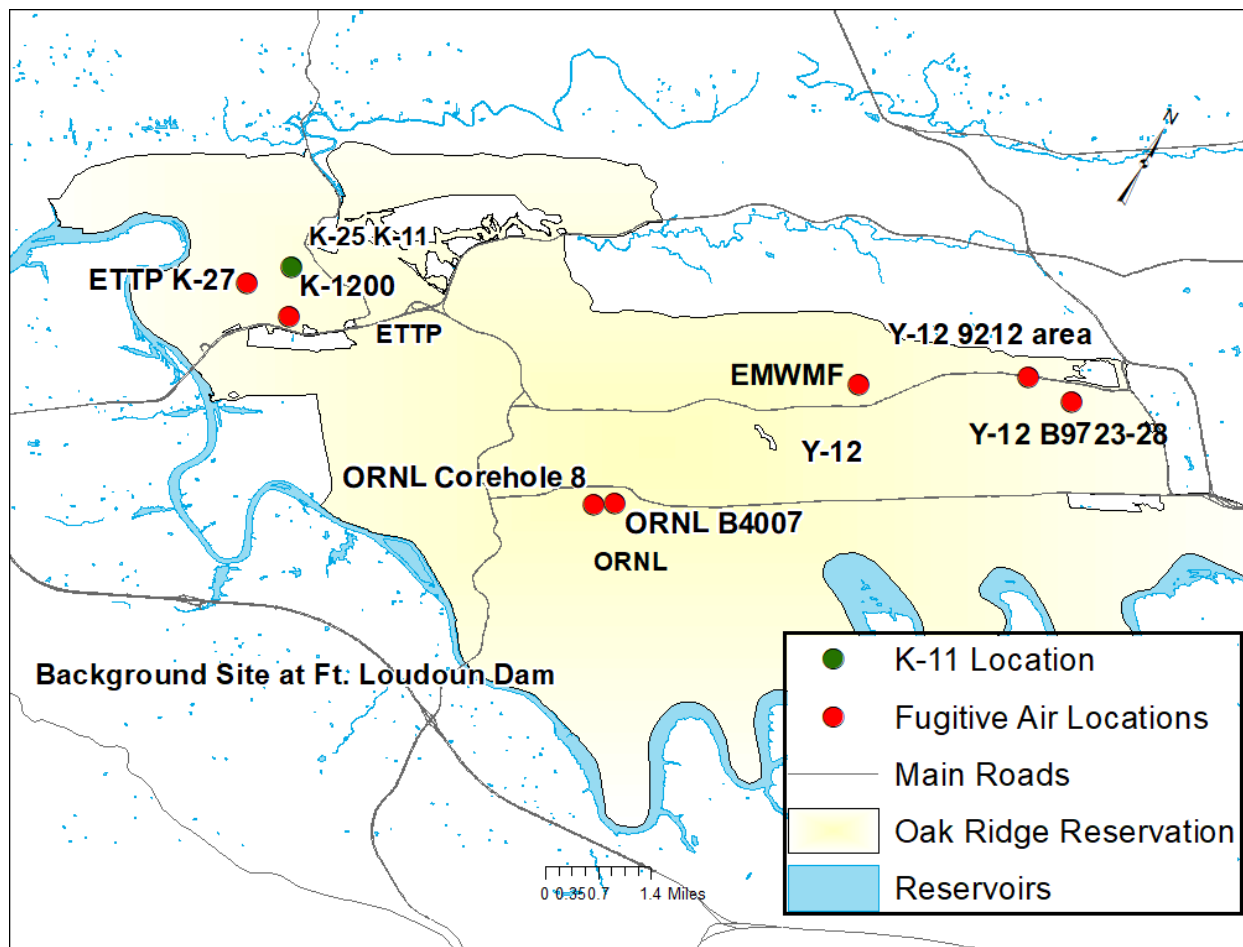 N
K-25 K-11
ETTP K-27
K-1200
ETTP
Y-12 9212 area
EMWMF
Y-12 B9723-28
Y-12
ORNL Corehole 8
ORNL B4007
ORNL
Background Site at Ft. Loudoun Dam
K-11 Location
Fugitive Air Locations
Main Roads
Oak Ridge Reservation
Reservoirs
0 0.35 0.7 1.4 Miles